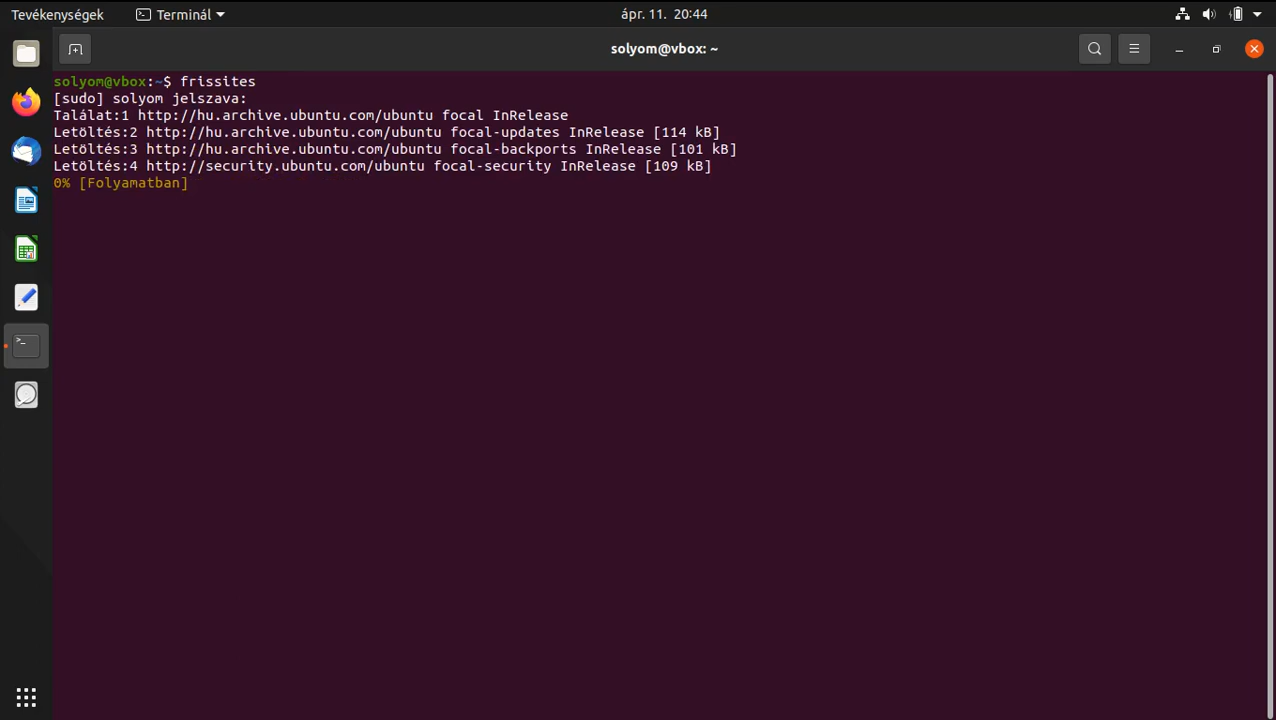 Tevékenységek
Terminál
ápr. 11. 20:44
solyom@vbox: ~
solyom@vbox:~$ frissites
[sudo] solyom jelszava:
Találat:1 http://hu.archive.ubuntu.com/ubuntu focal InRelease
Letöltés:2 http://hu.archive.ubuntu.com/ubuntu focal-updates InRelease [114 kB]
Letöltés:3 http://hu.archive.ubuntu.com/ubuntu focal-backports InRelease [101 kB]
Letöltés:4 http://security.ubuntu.com/ubuntu focal-security InRelease [109 kB]
0% [Folyamatban]